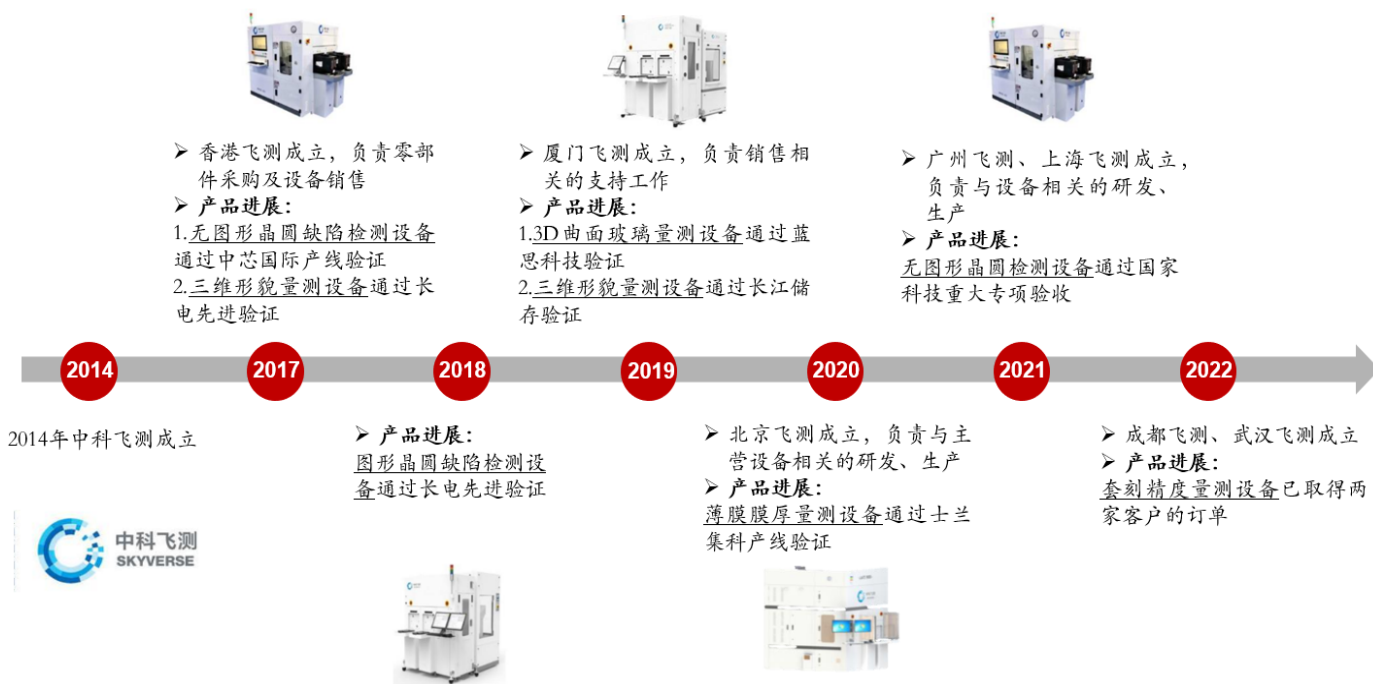 ➢ 香港飞测成立，负责零部
件采购及设备销售
➢ 产品进展：
1.无图形晶圆缺陷检测设备
通过中芯国际产线验证
2.三维形貌量测设备通过长
电先进验证
➢ 厦门飞测成立，负责销售相
关的支持工作
➢ 产品进展：
1.3D曲面玻璃量测设备通过蓝
思科技验证
2.三维形貌量测设备通过长江储
存验证
➢ 广州飞测、上海飞测成立，
负责与设备相关的研发、
生产
➢ 产品进展：
无图形晶圆检测设备通过国家
科技重大专项验收
2014
2017
2018
2019
2020
2021
2022
2014年中科飞测成立
中科飞测
SKYVERSE
➢ 产品进展：
图形晶圆缺陷检测设
备通过长电先进验证
➢ 北京飞测成立，负责与主
营设备相关的研发、生产
➢ 产品进展：
薄膜膜厚量测设备通过士兰
集科产线验证
➢ 成都飞测、武汉飞测成立
➢ 产品进展：
套刻精度量测设备已取得两
家客户的订单